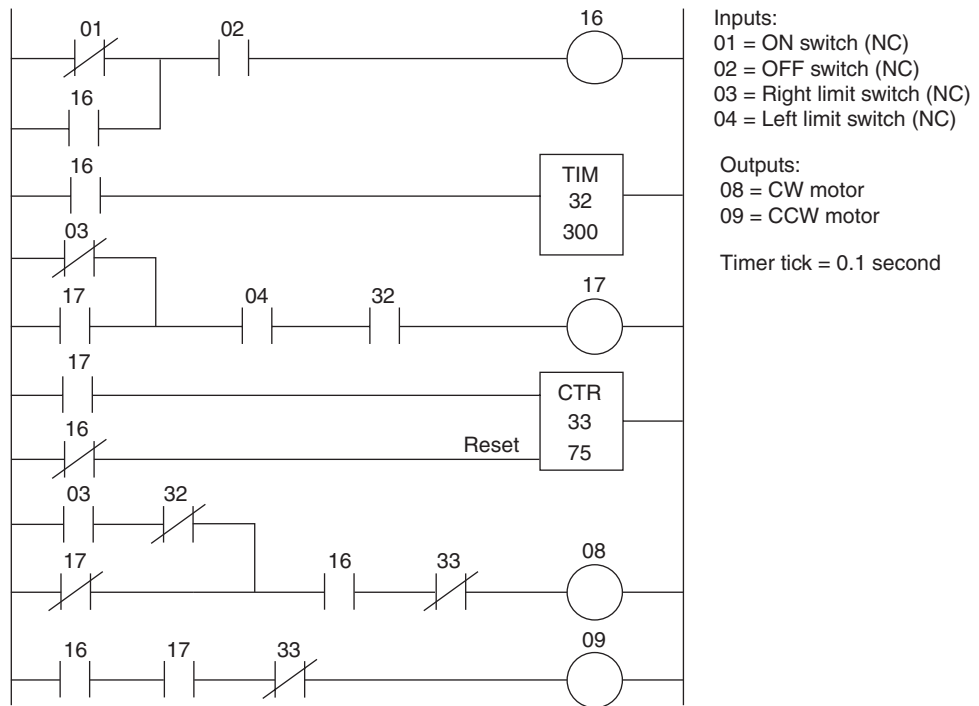 01
02
16
16
16
TIM
32
300
03
17
04
32
17
17
CTR
33
75
16
Reset
03
32
17
16
33
08
16
17
33
09
Inputs:
01 = ON switch (NC)
02 = OFF switch (NC)
03 = Right limit switch (NC)
04 = Left limit switch (NC)
Outputs:
08 = CW motor
09 = CCW motor
Timer tick = 0.1 second